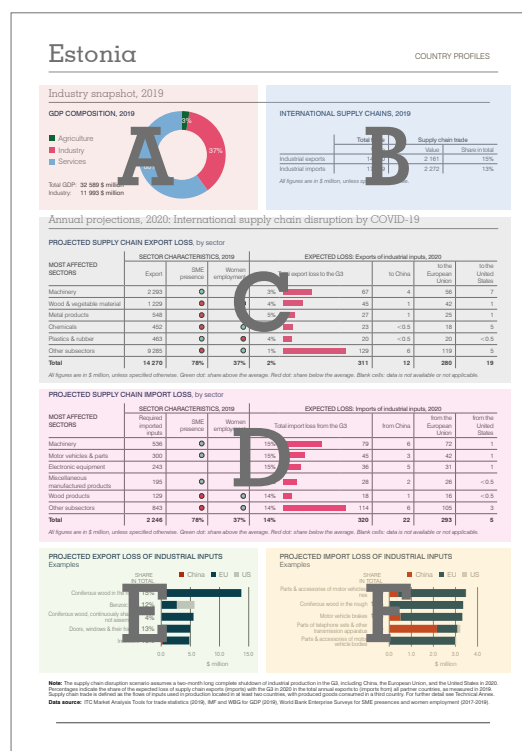 Estonia
COUNTRY PROFILES
Industry snapshot, 2019
GDP COMPOSITION, 2019
Agriculture
Industry
Services
3%
37%
Total GDP: 32 589 $ million
Industry: 11 993 $ million
A
INTERNATIONAL SUPPLY CHAINS, 2019
Supply chain trade
Value Share in total
Industrial exports 2 161 15%
Industrial imports 2 272 13%
All figures are in $ million, unless
B
Annual projections, 2020: International supply chain disruption by COVID-19
PROJECTED SUPPLY CHAIN EXPORT LOSS, by sector
SECTOR CHARACTERISTICS, 2019 EXPECTED LOSS: Exports of industrial inputs, 2020
MOST AFFECTED SECTORS Export SME presence Women employment Total export loss to the G3 to China to the European Union to the United States
Machinery 2 293 3% 67 4 56 7
Wood & vegetable material 1 229 4% 45 1 42 1
Metal products 548 5% 27 1 25 1
Chemicals 452 23 <0.5 18 5
Plastics & rubber 463 4% 20 <0.5 20 <0.5
Other subsectors 9 285 1% 129 6 119 5
Total 14 270 78% 37% 2% 311 12 280 19
All figures are in $ million, unless specified otherwise. Green dot: share above the average. Red dot: share below the average. Blank cells: data is not available or not applicable.
C
PROJECTED SUPPLY CHAIN IMPORT LOSS, by sector
SECTOR CHARACTERISTICS, 2019 EXPECTED LOSS: Imports of industrial inputs, 2020
MOST AFFECTED SECTORS Required imported inputs SME presence Women employment Total import loss from the G3 from China from the European Union from the United States
Machinery 536 15% 79 6 72 1
Motor vehicles & parts 300 15% 45 3 42 1
Electronic equipment 243 15% 36 5 31 1
Miscellaneous manufactured products 195 28 2 26 <0.5
Wood products 129 14% 18 1 16 <0.5
Other subsectors 843 14% 114 6 105 3
Total 2 246 78% 37% 14% 320 22 293 5
All figures are in $ million, unless specified otherwise. Green dot: share above the average. Red dot: share below the average. Blank cells: data is not available or not applicable.
D
PROJECTED EXPORT LOSS OF INDUSTRIAL INPUTS
Examples
SHARE IN TOTAL
China EU US
Coniferous wood in the
12%
4%
13%
0.0 5.0 10.0 15.0
$ million
E
PROJECTED IMPORT LOSS OF INDUSTRIAL INPUTS
Examples
SHARE IN TOTAL
China EU US
Parts & accessories of motor vehicles
Coniferous wood in the rough
Motor vehicle brakes
Parts of telephone sets & other transmission apparatus
Parts & accessories of motor vehicle bodies
0.0 1.0 2.0 3.0 4.0
$ million
F
Note: The supply chain disruption scenario assumes a two-month long complete shutdown of industrial production in the G3, including China, the European Union, and the United States in 2020.
Percentages indicate the share of the expected loss of supply chain exports (imports) with the G3 in 2020 in the total annual exports to (imports from) all partner countries, as measured in 2019.
Supply chain trade is defined as the flows of inputs used in production located in at least two countries, with produced goods consumed in a third country. For further detail see Technical Annex.
Data source: ITC Market Analysis Tools for trade statistics (2019), IMF and WBG for GDP (2019), World Bank Enterprise Surveys for SME presences and women employment (2017-2019).